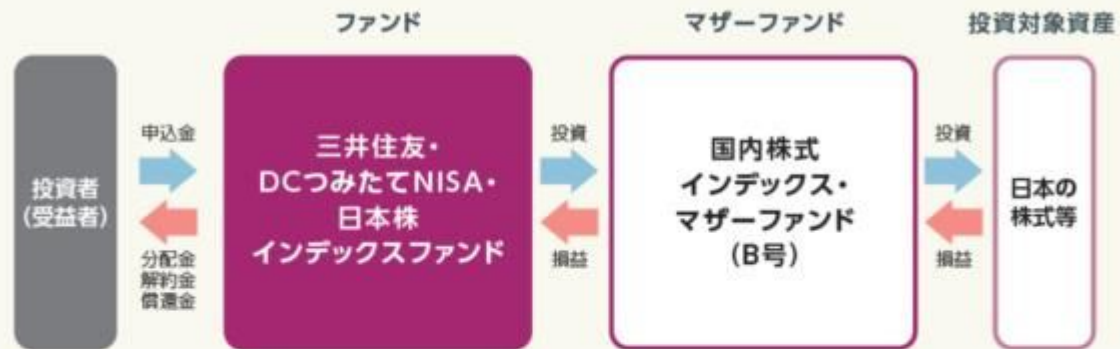 ファンド
マザーファンド
投資対象資産
投資者
(受益者)
申込金
分配金
解約金
償還金
三井住友・
DCつみたてNISA・
日本株
インデックスファンド
投資
損益
国内株式
インデックス・
マザーファンド
(B号)
投資
損益
日本の
株式等